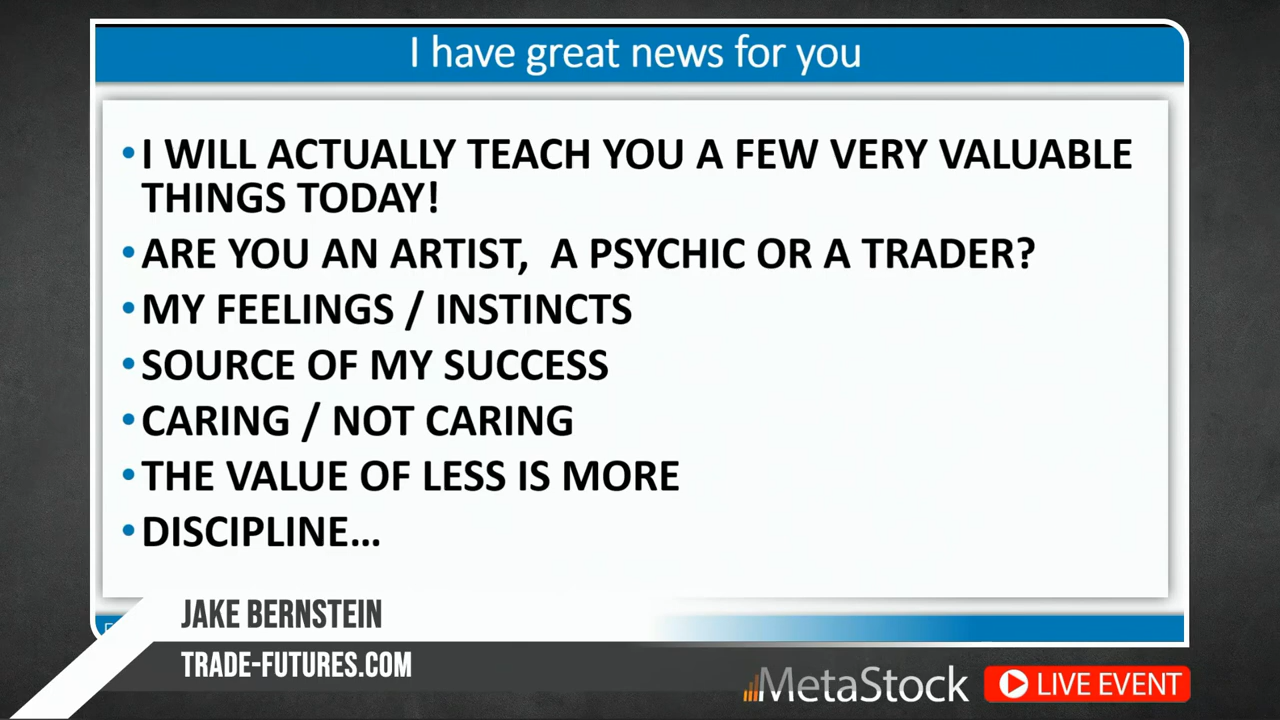 I have great news for you
•I WILL ACTUALLY TEACH YOU A FEW VERY VALUABLE
THINGS TODAY!
•ARE YOU AN ARTIST,  A PSYCHIC OR A TRADER?
•MY FEELINGS / INSTINCTS
•SOURCE OF MY SUCCESS
•CARING / NOT CARING
•THE VALUE OF LESS IS MORE
•DISCIPLINE...
JAKE BERNSTEIN
TRADE-FUTURES.COM
MetaStock
LIVE EVENT